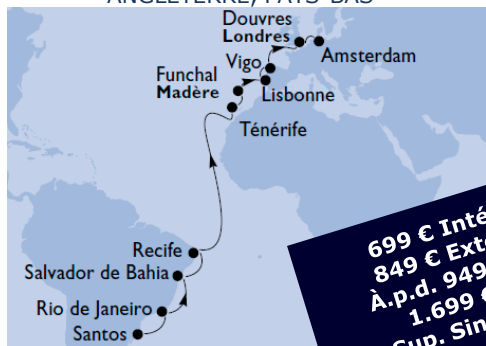 ANGLETERRE, PAYS-BAS
Douvres
Londres
Amsterdam
Vigo
Funchal
Madère
Lisbonne
Ténérife
Recife
Salvador de Bahia
Rio de Janeiro
Santos
699 € Inté
849 € Exté
À.p.d. 949
1.699 €
Sup. Sin